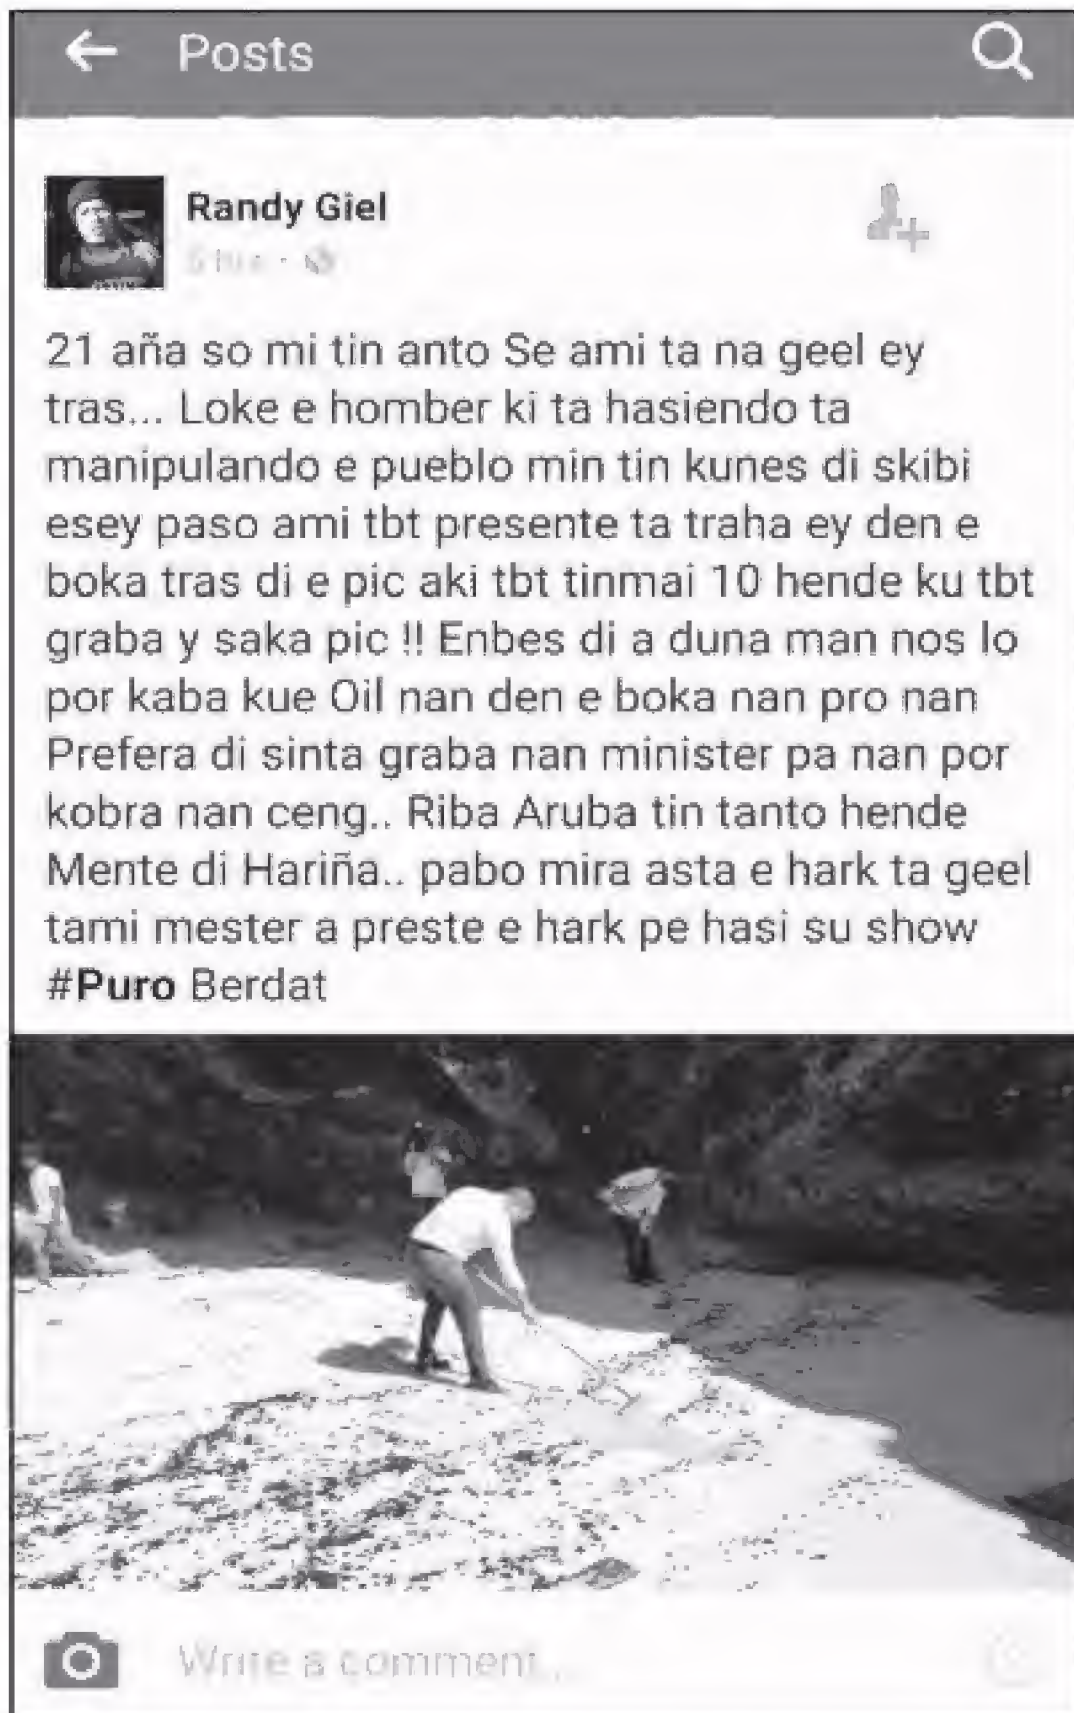 Posts
Randy Giel
21 aña so mi tin anto Se ami ta na geel ey
tras... Loke e homber ki ta hasiendo ta
manipulando e pueblo min tin kunes di skibi
esey paso ami tbt presente ta traha ey den e
boka tras di e pic aki tbt tinmai 10 hende ku tbt
graba y saka pic !! Enbes di a duna man nos lo
por kaba kue Oil nan den e boka nan pro nan
Prefera di sinta graba nan minister pa nan por
kobra nan ceng.. Riba Aruba tin tanto hende
Mente di Hariña.. pabo mira asta e hark ta geel
tami mester a preste e hark pe hasi su show
#Puro Berdat
Write a comment...